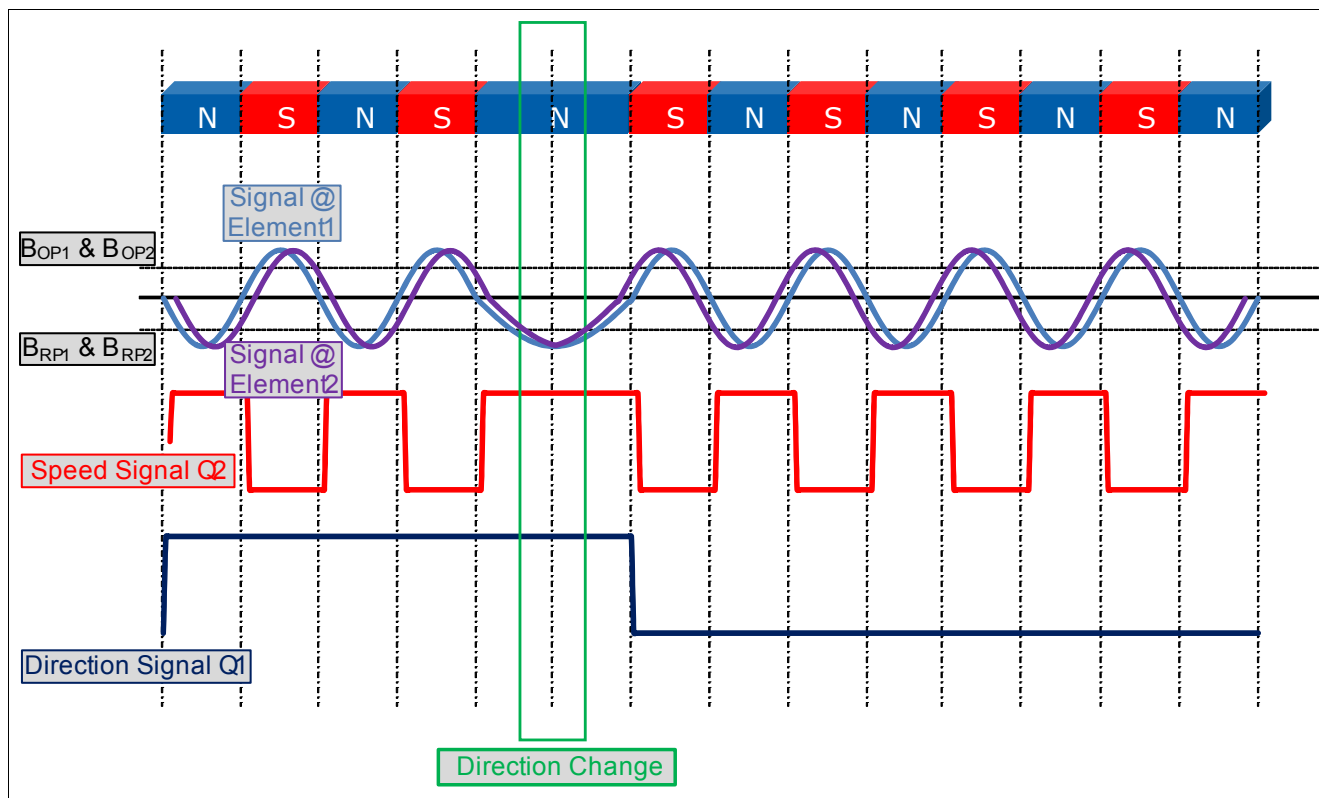 N S N S N S N S N S N S N
Signal @
Element1
BOP1 & BOP2
BRP1 & BRP2
Signal @
Element2
Speed Signal Q2
Direction Signal Q1
Direction Change